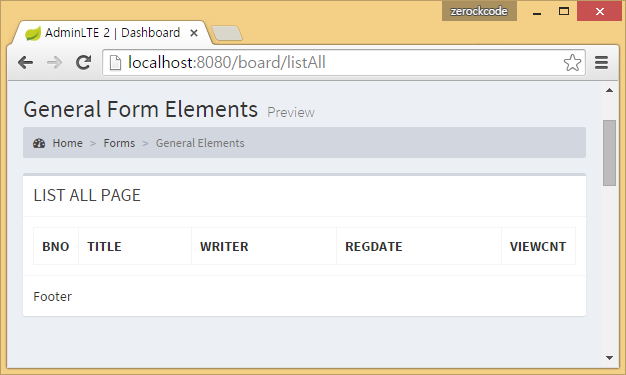 zerockcode
AdminLTE 2 | Dashboard
localhost:8080/board/listAll
General Form Elements Preview
Home > Forms > General Elements
LIST ALL PAGE
BNO TITLE WRITER REGDATE VIEWCNT
Footer